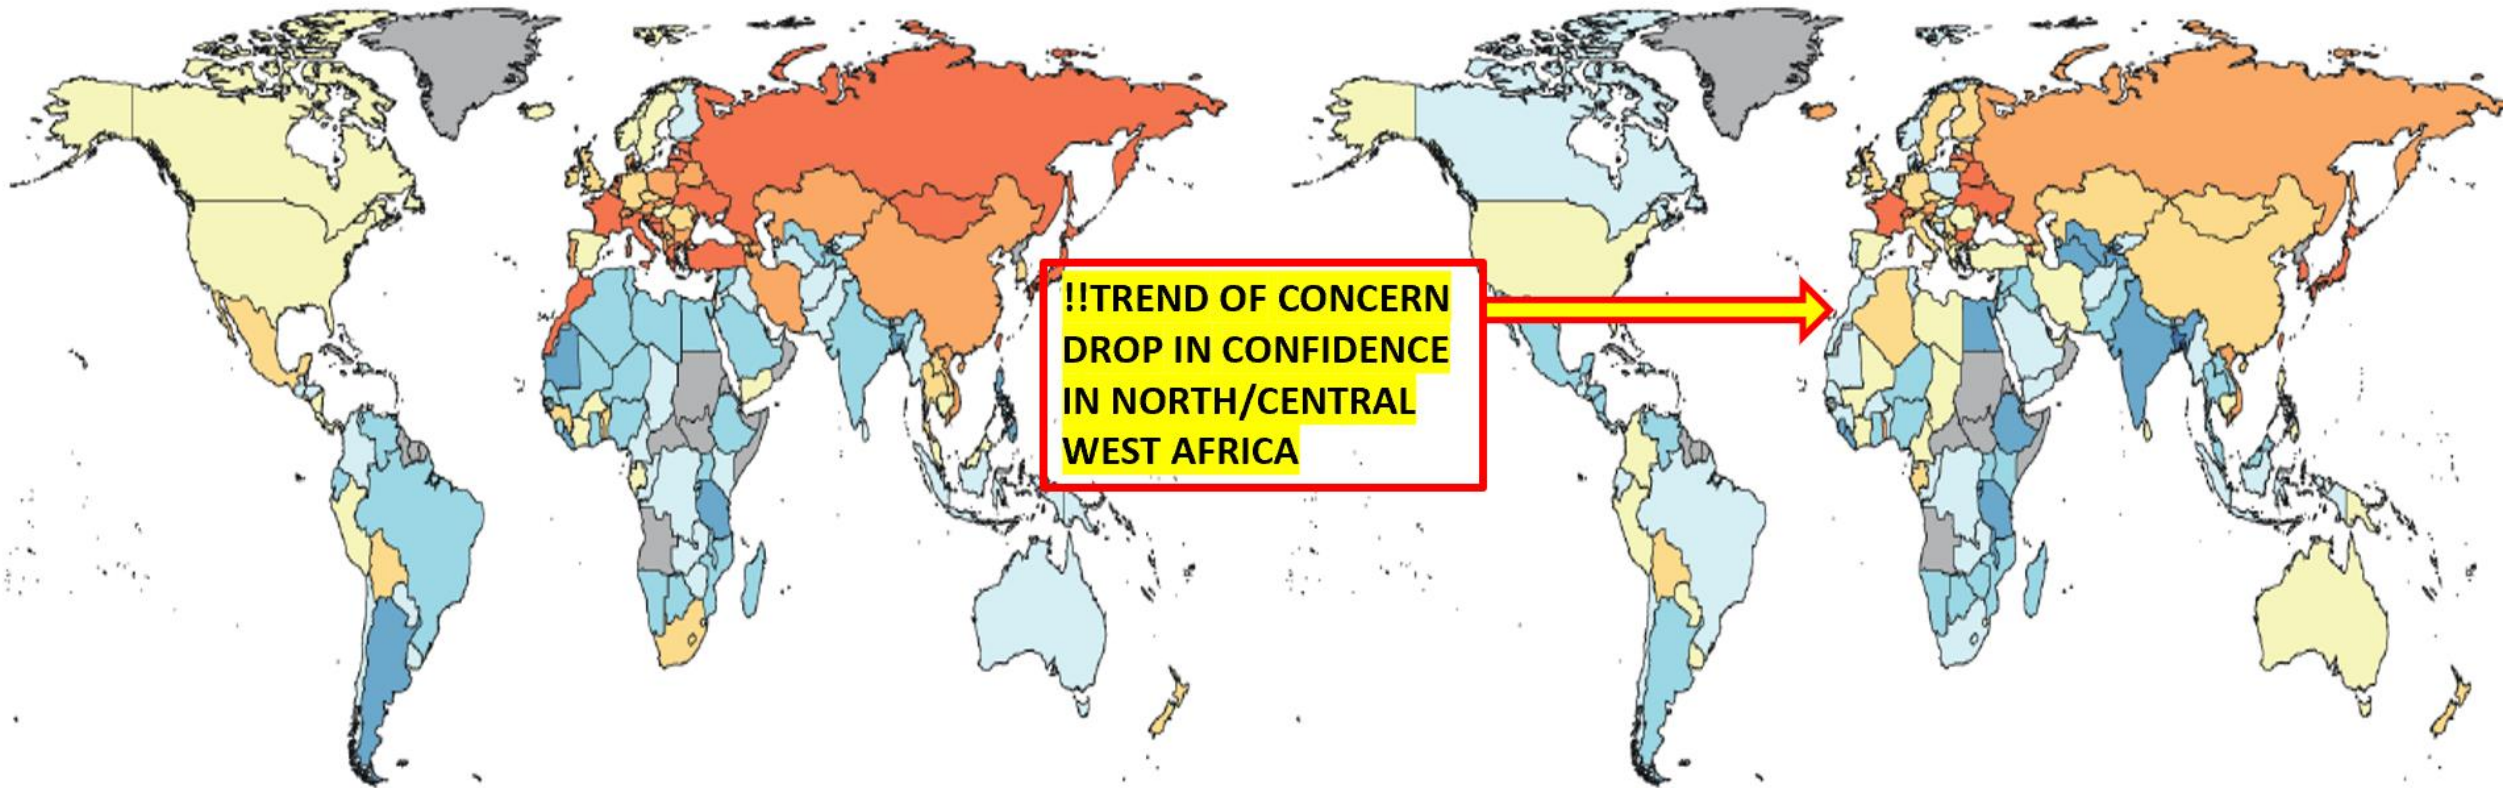 !!TREND OF CONCERN
DROP IN CONFIDENCE
IN NORTH/CENTRAL
WEST AFRICA